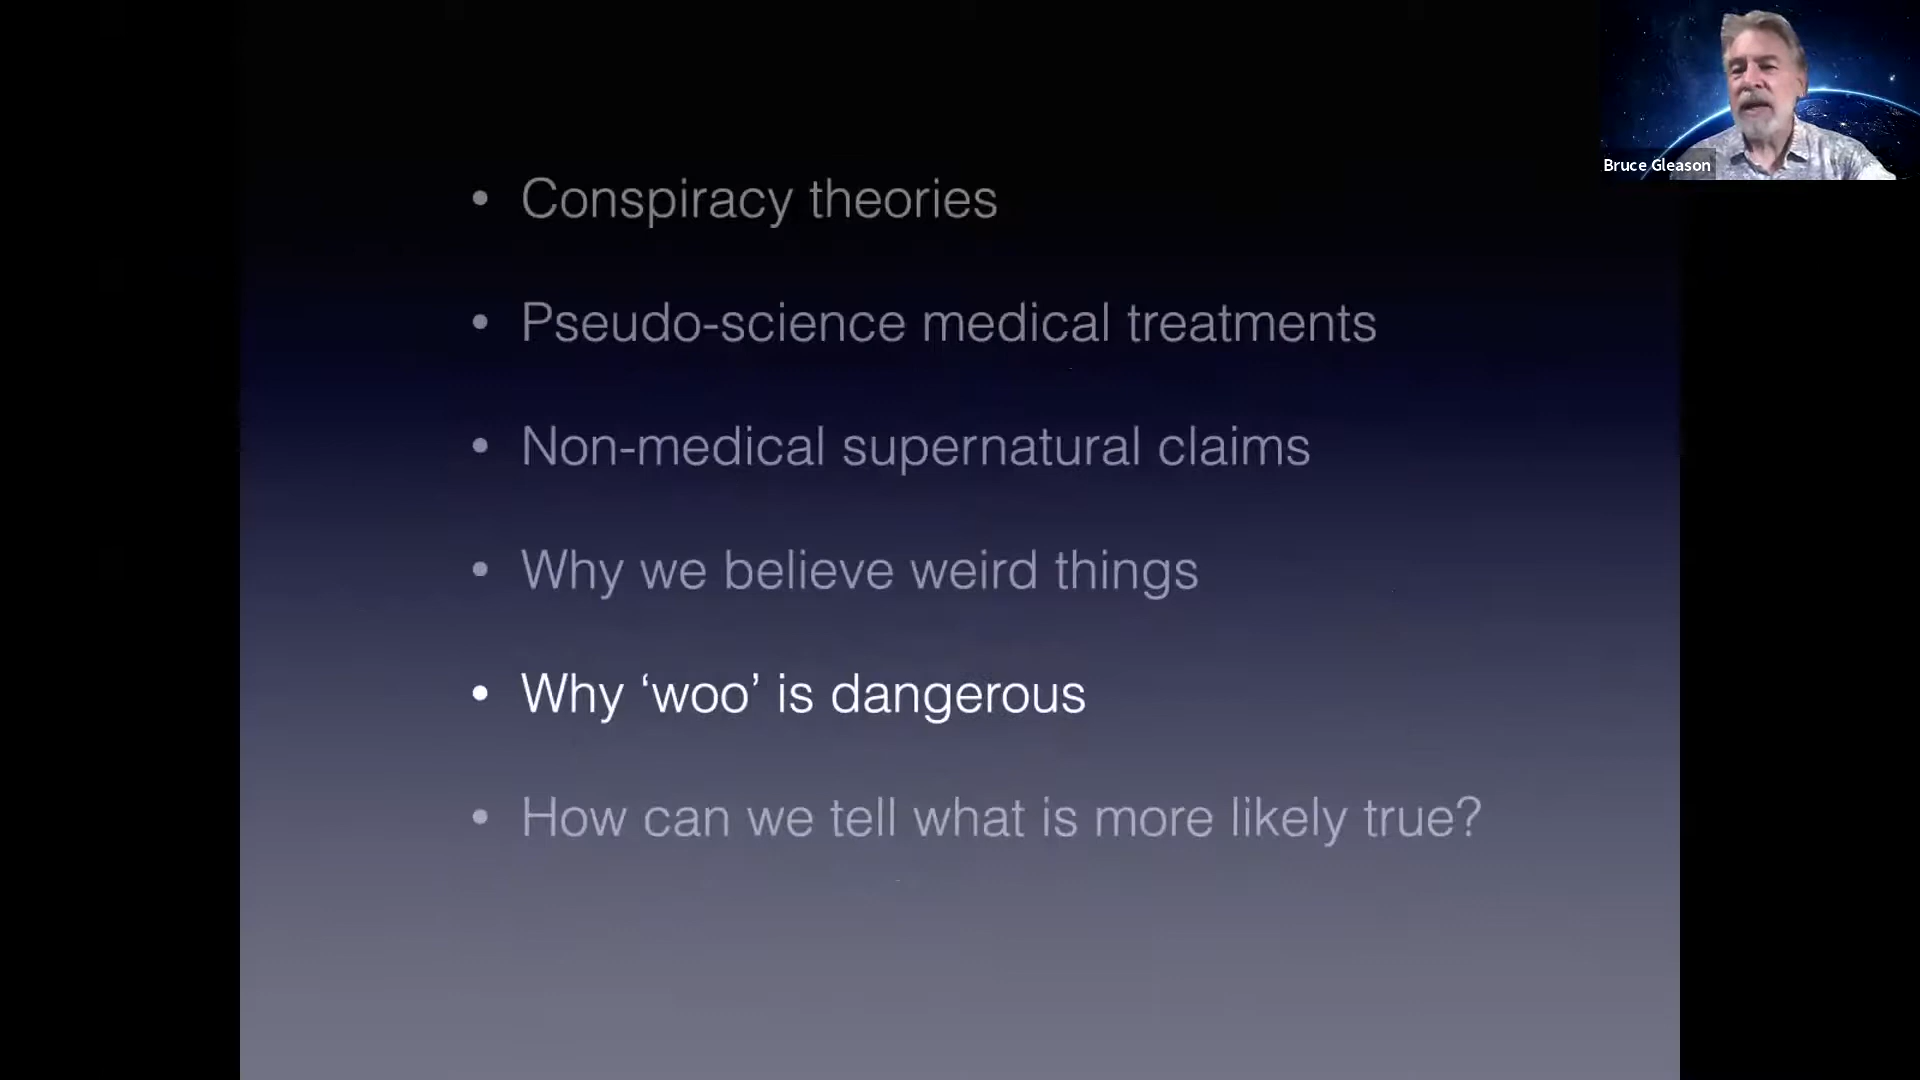 Bruce Gleason
• Conspiracy theories
• Pseudo-science medical treatments
• Non-medical supernatural claims
• Why we believe weird things
• Why ‘woo’ is dangerous
• How can we tell what is more likely true?